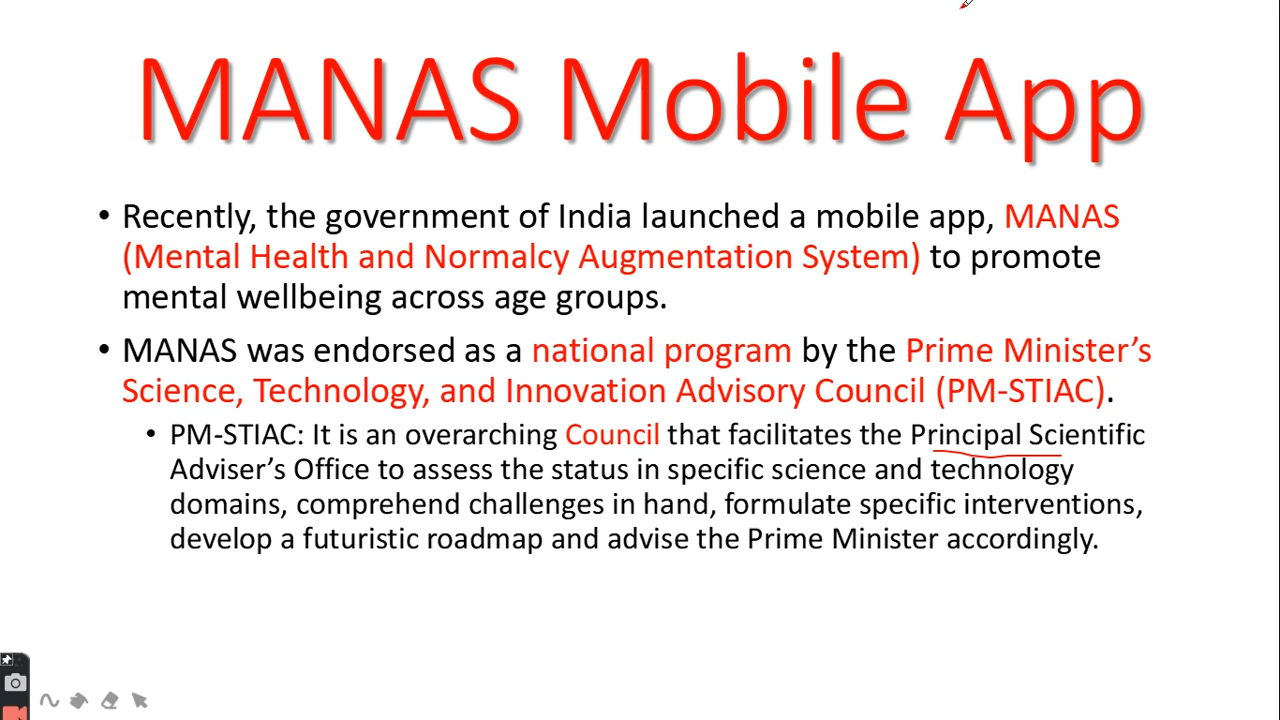 MANAS Mobile App
• Recently, the government of India launched a mobile app, MANAS
(Mental Health and Normalcy Augmentation System) to promote
mental wellbeing across age groups.
• MANAS was endorsed as a national program by the Prime Minister’s
Science, Technology, and Innovation Advisory Council (PM-STIAC).
• PM-STIAC: It is an overarching Council that facilitates the Principal Scientific
Adviser’s Office to assess the status in specific science and technology
domains, comprehend challenges in hand, formulate specific interventions,
develop a futuristic roadmap and advise the Prime Minister accordingly.